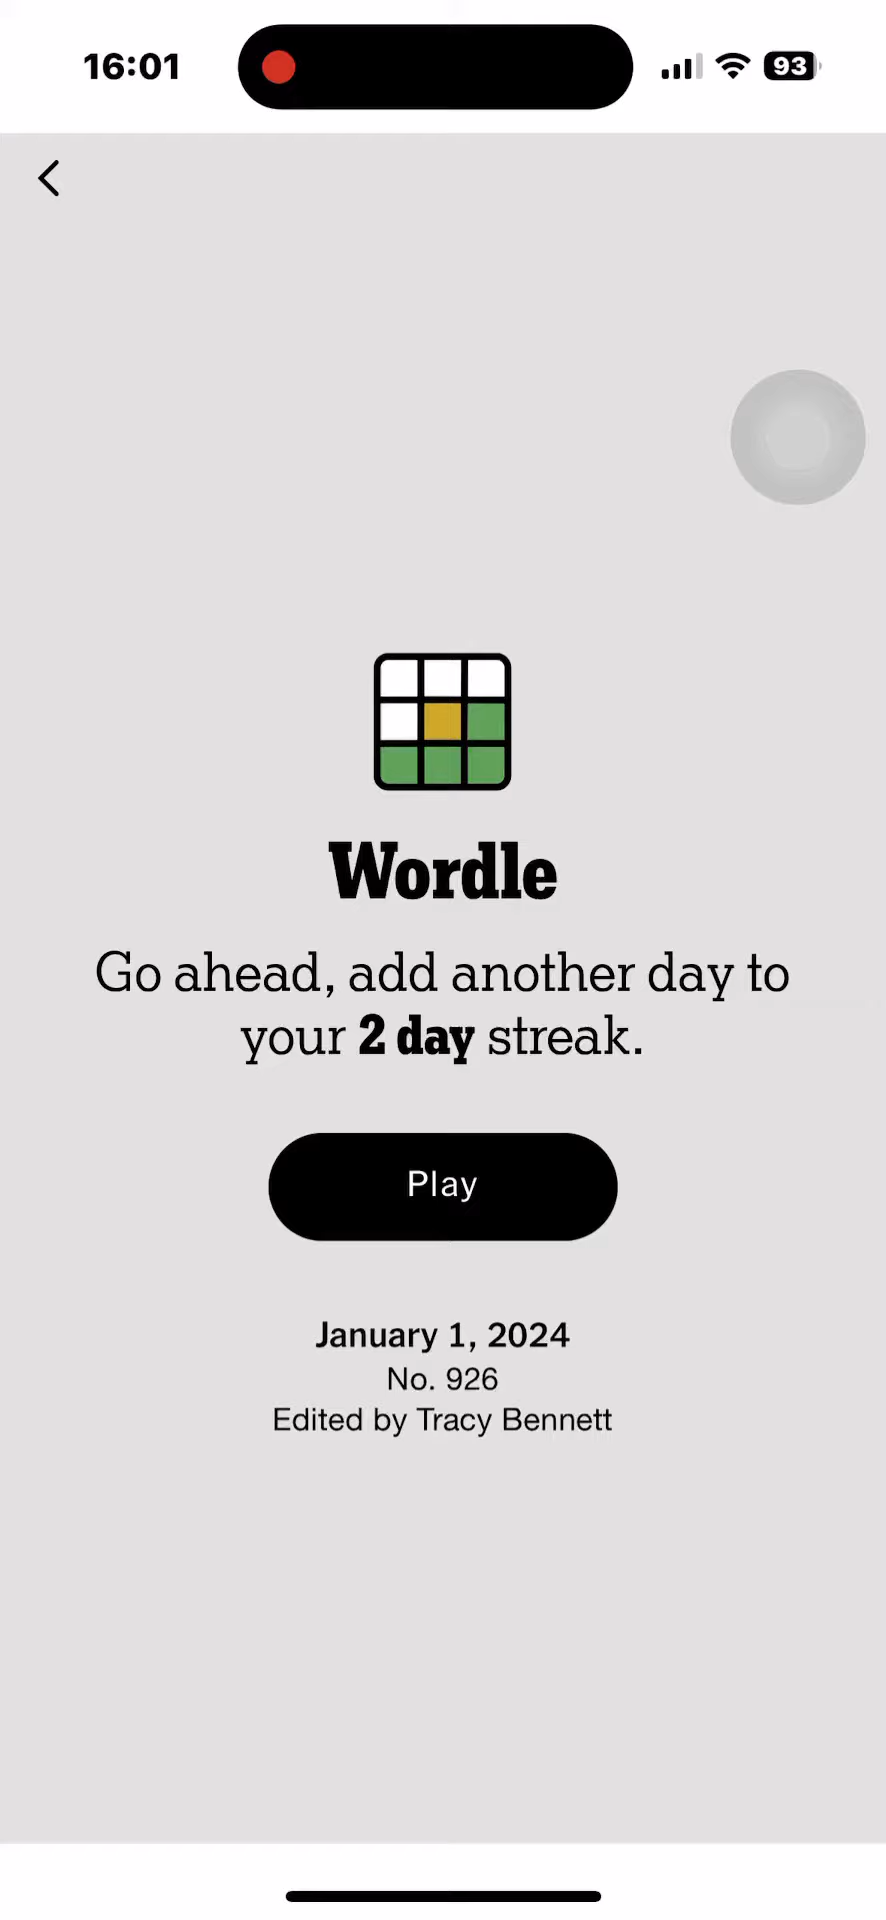 16:01
93
Wordle
Go ahead, add another day to
your 2 day streak.
Play
January 1, 2024
No. 926
Edited by Tracy Bennett